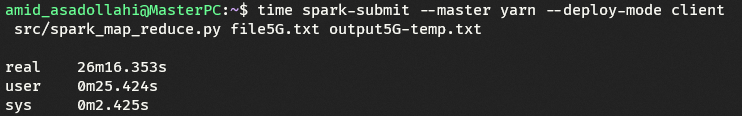 amid_asadollahi@MasterPC:~$ time spark-submit --master yarn --deploy-mode client
src/spark_map_reduce.py file5G.txt output5G-temp.txt
real 26m16.353s
user 0m25.424s
sys 0m2.425s